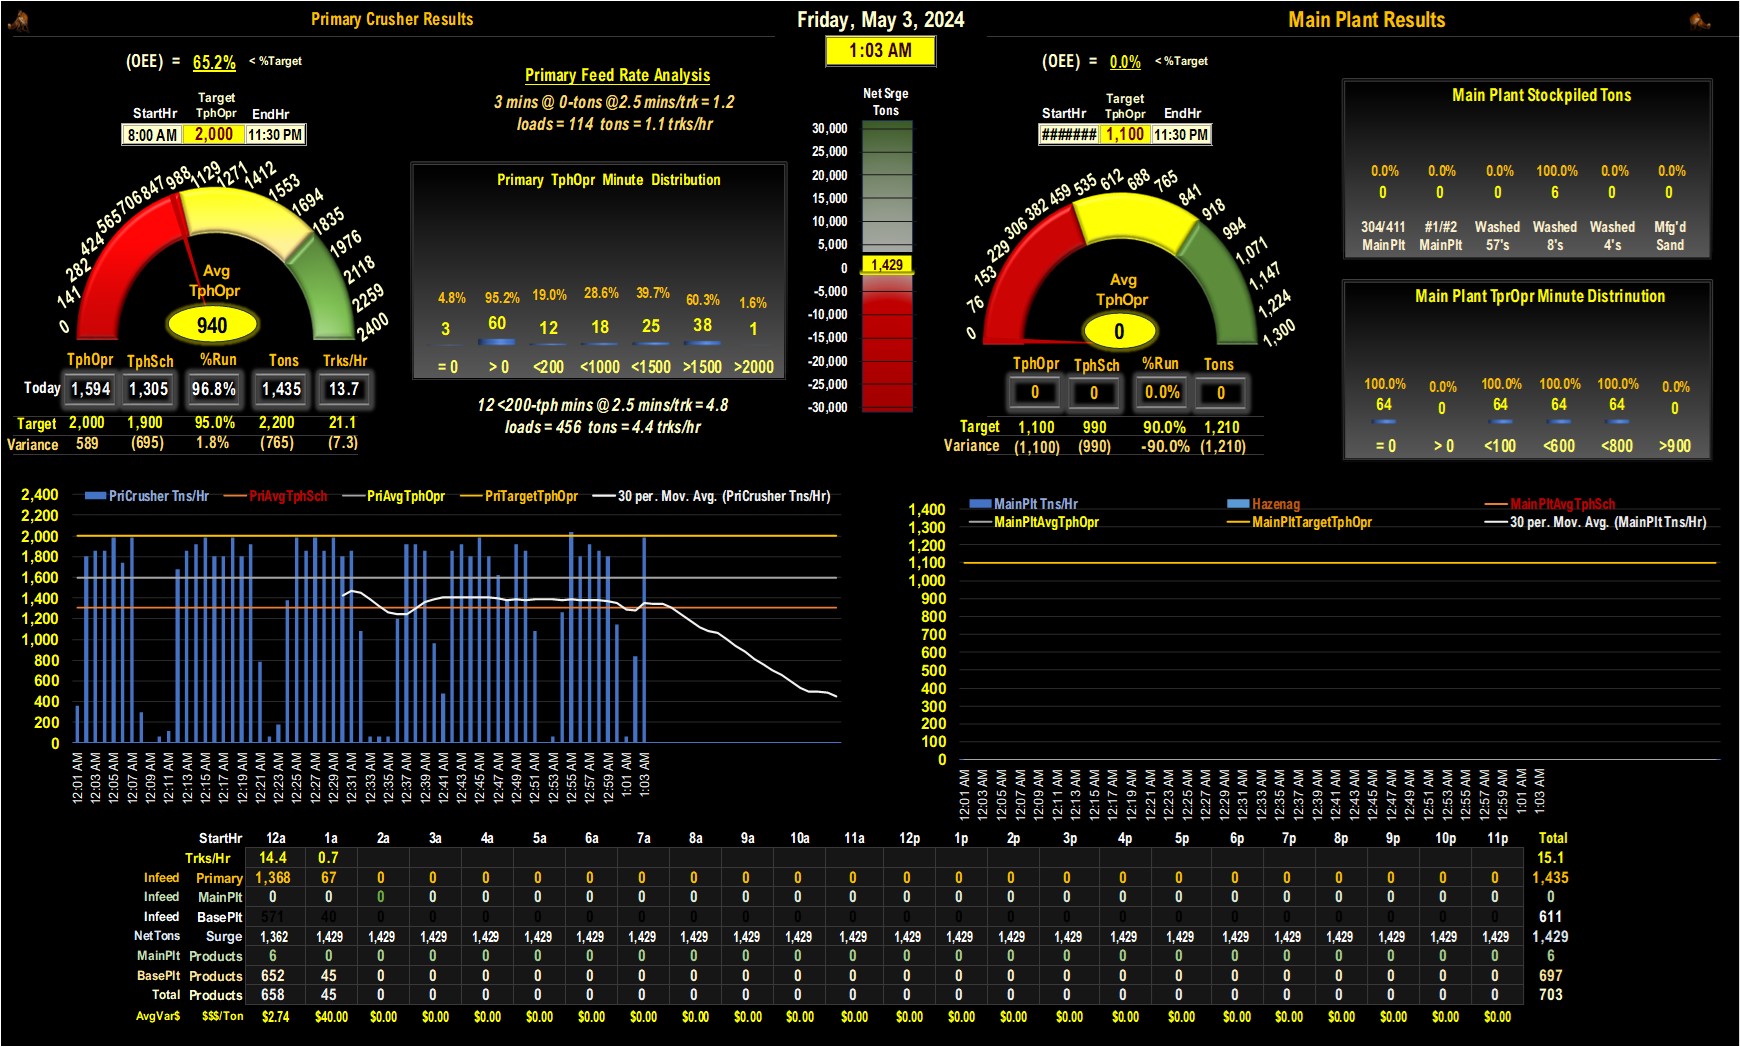 Primary Crusher Results
Friday, May 3, 2024
Main Plant Results
1:03 AM
(OEE) = 65.2% < %Target
Target
StartHr TphOpr EndHr
8:00 AM 2,000 11:30 PM
0 141 282 424 565 706 847 988 1129 1271 1412 1553 1694 1835 1976 2118 2259 2400
Avg
TphOpr
940
TphOpr TphSch %Run Tons Trks/Hr
Today 1,594 1,305 96.8% 1,435 13.7
Target 2,000 1,900 95.0% 2,200 21.1
Variance 589 (695) 1.8% (765) (7.3)
Primary Feed Rate Analysis
3 mins @ 0-tons @2.5 mins/trk = 1.2
loads = 114 tons = 1.1 trks/hr
Primary TphOpr Minute Distribution
4.8% 95.2% 19.0% 28.6% 39.7% 60.3% 1.6%
3 60 12 18 25 38 1
= 0 > 0 <200 <1000 <1500 >1500 >2000
12 <200-tph mins @ 2.5 mins/trk = 4.8
loads = 456 tons = 4.4 trks/hr
Net Srge
Tons
30,000
25,000
20,000
15,000
10,000
5,000
0
1,429
-5,000
-10,000
-15,000
-20,000
-25,000
-30,000
(OEE) = 0.0% < %Target
Target
StartHr TphOpr EndHr
####### 1,100 11:30 PM
0 76 153 229 306 382 459 535 612 688 765 841 918 994 1,071 1,147 1,224 1,300
Avg
TphOpr
0
TphOpr TphSch %Run Tons
0 0 0.0% 0
Target 1,100 990 90.0% 1,210
Variance (1,100) (990) -90.0% (1,210)
Main Plant Stockpiled Tons
0.0% 0.0% 0.0% 100.0% 0.0% 0.0%
0 0 0 6 0 0
304/411 #1/#2 Washed Washed Washed Mfg'd
MainPlt MainPlt 57's 8's 4's Sand
Main Plant TprOpr Minute Distrinution
100.0% 0.0% 100.0% 100.0% 100.0% 0.0%
64 0 64 64 64 0
= 0 > 0 <100 <600 <800 >900
PriCrusher Tns/Hr PriAvgTphSch PriAvgTphOpr PriTargetTphOpr 30 per. Mov. Avg. (PriCrusher Tns/Hr)
2,400
2,200
2,000
1,800
1,600
1,400
1,200
1,000
800
600
400
200
0
12:01 AM 12:03 AM 12:05 AM 12:07 AM 12:09 AM 12:11 AM 12:13 AM 12:15 AM 12:17 AM 12:19 AM 12:21 AM 12:23 AM 12:25 AM 12:27 AM 12:29 AM 12:31 AM 12:33 AM 12:35 AM 12:37 AM 12:39 AM 12:41 AM 12:43 AM 12:45 AM 12:47 AM 12:49 AM 12:51 AM 12:53 AM 12:55 AM 12:57 AM 12:59 AM 1:01 AM 1:03 AM
MainPlt Tns/Hr Hazenag MainPltAvgTphSch
MainPltAvgTphOpr MainPltTargetTphOpr 30 per. Mov. Avg. (MainPlt Tns/Hr)
1,400
1,300
1,200
1,100
1,000
900
800
700
600
500
400
300
200
100
0
12:01 AM 12:03 AM 12:05 AM 12:07 AM 12:09 AM 12:11 AM 12:13 AM 12:15 AM 12:17 AM 12:19 AM 12:21 AM 12:23 AM 12:25 AM 12:27 AM 12:29 AM 12:31 AM 12:33 AM 12:35 AM 12:37 AM 12:39 AM 12:41 AM 12:43 AM 12:45 AM 12:47 AM 12:49 AM 12:51 AM 12:53 AM 12:55 AM 12:57 AM 12:59 AM 1:01 AM 1:03 AM
StartHr 12a 1a 2a 3a 4a 5a 6a 7a 8a 9a 10a 11a 12p 1p 2p 3p 4p 5p 6p 7p 8p 9p 10p 11p Total
Trks/Hr 14.4 0.7 15.1
Infeed Primary 1,368 67 0 0 0 0 0 0 0 0 0 0 0 0 0 0 0 0 0 0 0 0 0 0 1,435
Infeed MainPlt 0 0 0 0 0 0 0 0 0 0 0 0 0 0 0 0 0 0 0 0 0 0 0 0 0
Infeed BasePlt 571 40 0 0 0 0 0 0 0 0 0 0 0 0 0 0 0 0 0 0 0 0 0 0 611
NetTons Surge 1,362 1,429 1,429 1,429 1,429 1,429 1,429 1,429 1,429 1,429 1,429 1,429 1,429 1,429 1,429 1,429 1,429 1,429 1,429 1,429 1,429 1,429 1,429 1,429 1,429
MainPlt Products 6 0 0 0 0 0 0 0 0 0 0 0 0 0 0 0 0 0 0 0 0 0 0 0 6
BasePlt Products 652 45 0 0 0 0 0 0 0 0 0 0 0 0 0 0 0 0 0 0 0 0 0 0 697
Total Products 658 45 0 0 0 0 0 0 0 0 0 0 0 0 0 0 0 0 0 0 0 0 0 0 703
AvgVar$ $$$/Ton $2.74 $40.00 $0.00 $0.00 $0.00 $0.00 $0.00 $0.00 $0.00 $0.00 $0.00 $0.00 $0.00 $0.00 $0.00 $0.00 $0.00 $0.00 $0.00 $0.00 $0.00 $0.00 $0.00 $0.00